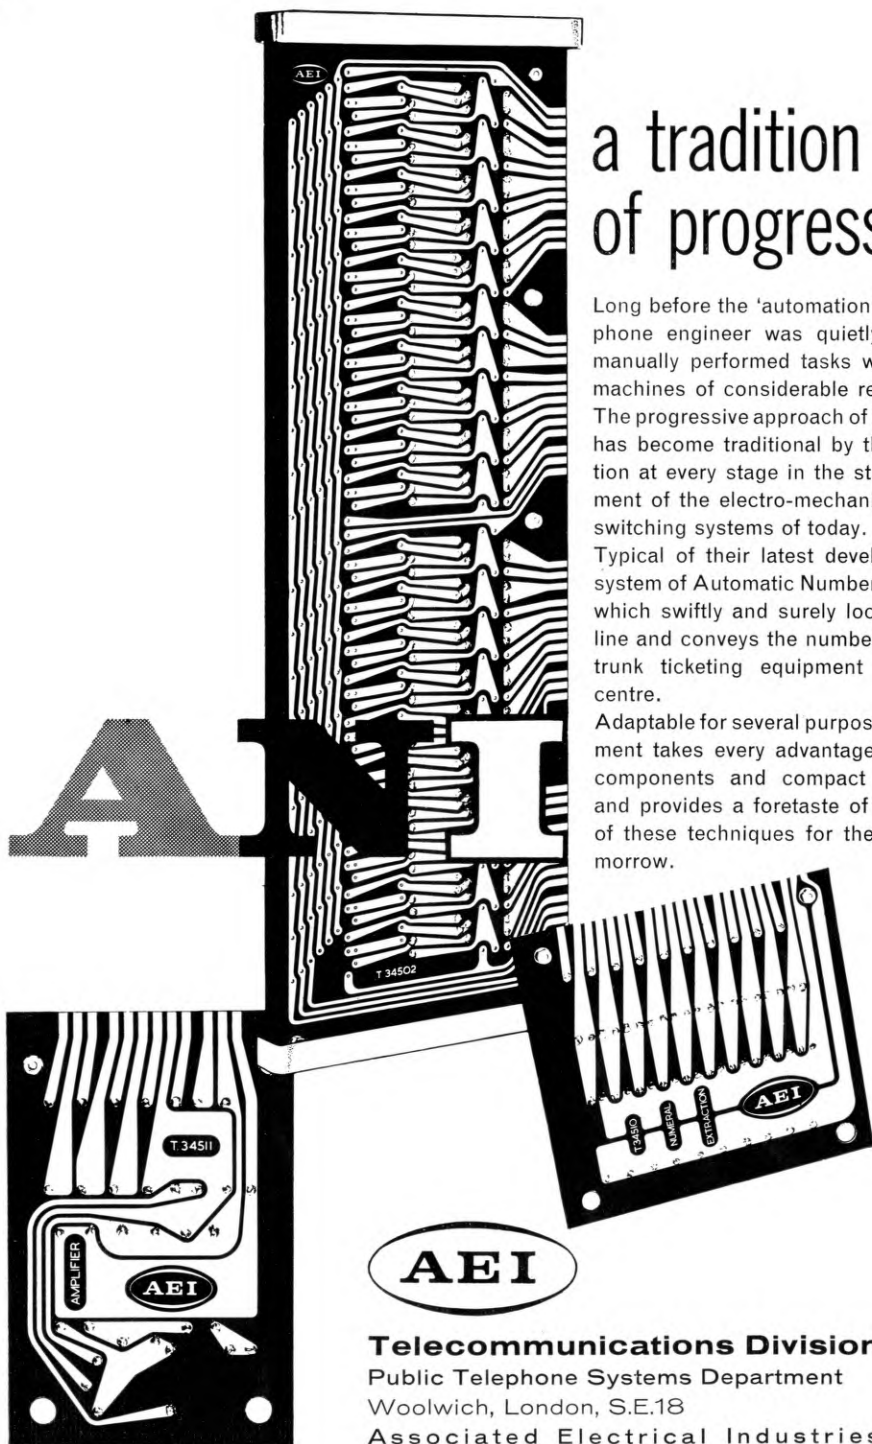 AEI
a tradition
of progress
Long before the 'automation
phone engineer was quietly
manually performed tasks w
machines of considerable re
The progressive approach of
has become traditional by th
tion at every stage in the st
ment of the electro-mechani
switching systems of today.
Typical of their latest devel
system of Automatic Number
which swiftly and surely loc
line and conveys the numbe
trunk ticketing equipment
centre.
Adaptable for several purpos
ment takes every advantage
components and compact
and provides a foretaste of
of these techniques for the
morrow.
ANI
T 34502
T34510
NUMERAL
EXTRACTION
AEI
T.34511
AMPLIFIER
AEI
AEI
Telecommunications Division
Public Telephone Systems Department
Woolwich, London, S.E.18
Associated Electrical Industries